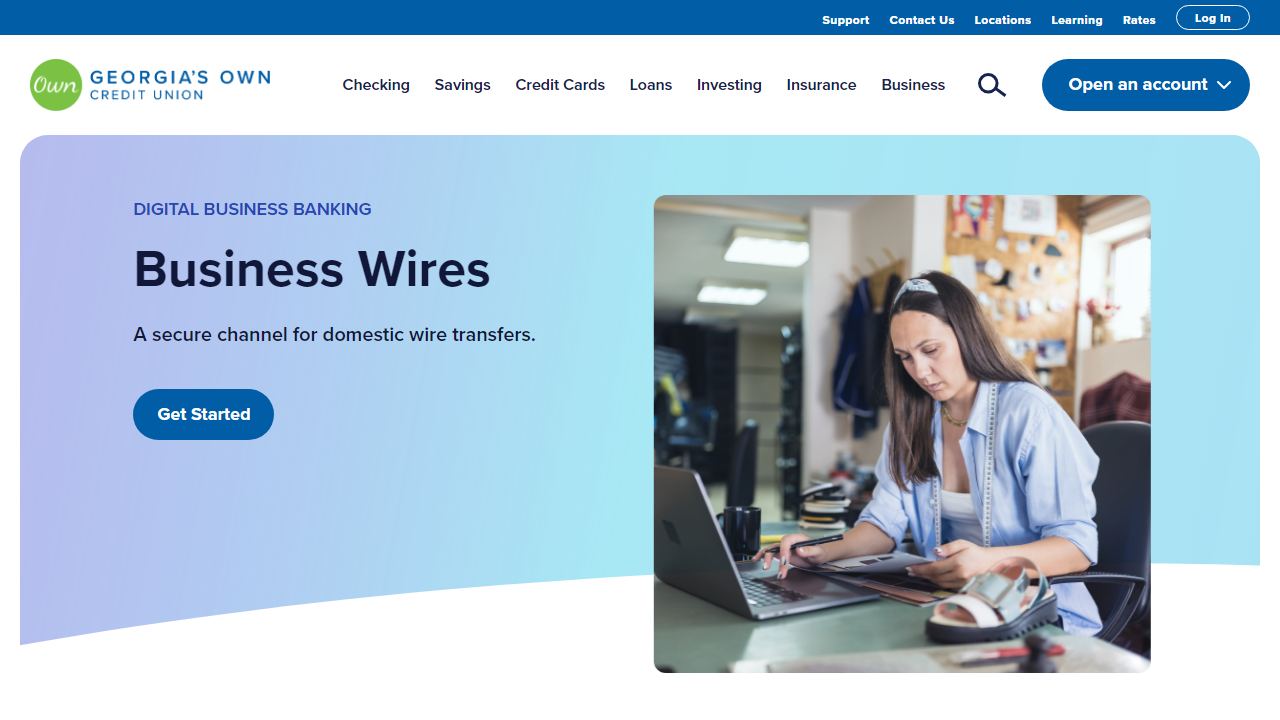 Support Contact Us Locations Learning Rates Log In
Own GEORGIA'S OWN
CREDIT UNION
Checking Savings Credit Cards Loans Investing Insurance Business Open an account
DIGITAL BUSINESS BANKING
Business Wires
A secure channel for domestic wire transfers.
Get Started